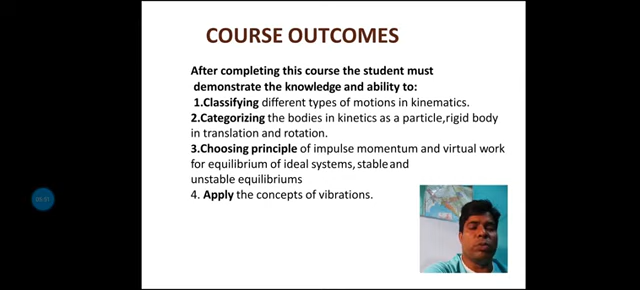 COURSE OUTCOMES
After completing this course the student must
demonstrate the knowledge and ability to:
1.Classifying different types of motions in kinematics.
2.Categorizing the bodies in kinetics as a particle,rigid body
in translation and rotation.
3.Choosing principle of impulse momentum and virtual work
for equilibrium of ideal systems,stable and
unstable equilibriums
4. Apply the concepts of vibrations.